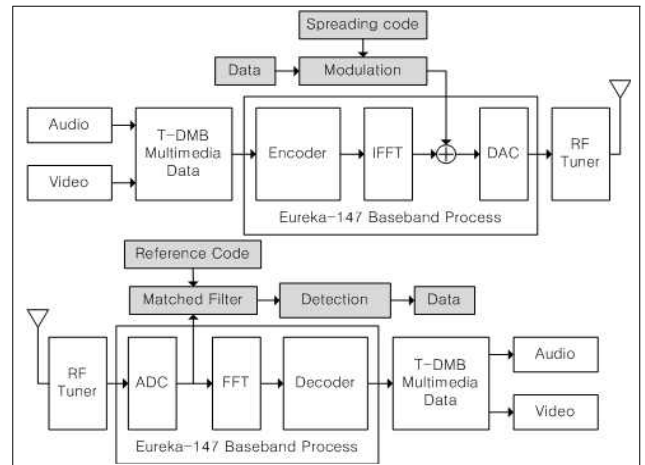 Spreading code
Data
Modulation
Audio
Video
T-DMB
Multimedia
Data
Encoder
IFFT
DAC
RF
Tuner
Eureka-147 Baseband Process
Reference Code
Matched Filter
Detection
Data
RF
Tuner
ADC
FFT
Decoder
T-DMB
Multimedia
Data
Audio
Video
Eureka-147 Baseband Process